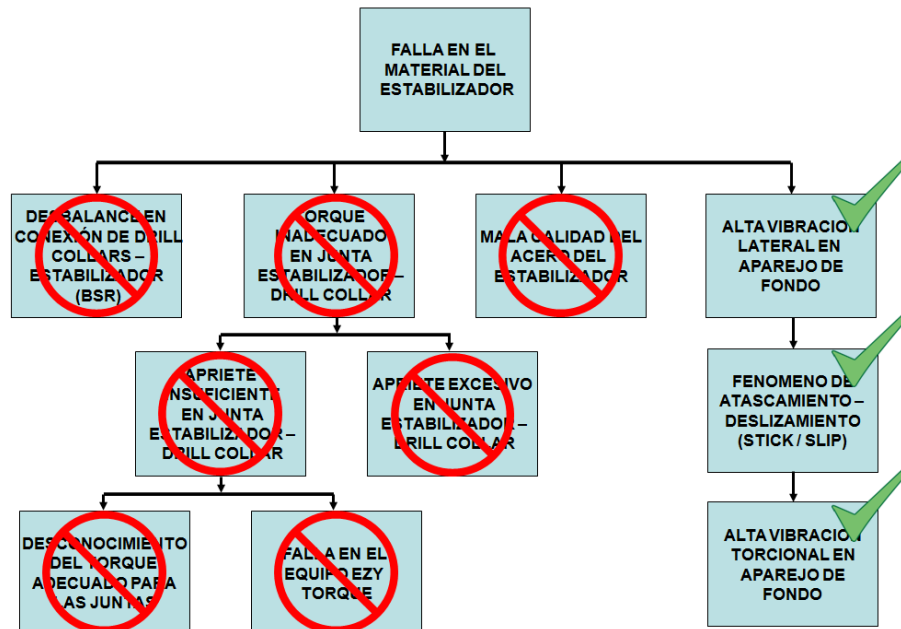 FALLA EN EL
MATERIAL DEL
ESTABILIZADOR
DESBALANCE EN
CONEXIÓN DE DRILL
COLLARS –
ESTABILIZADOR
(BSR)
TORQUE
INADECUADO
EN JUNTA
ESTABILIZADOR –
DRILL COLLAR
MALA CALIDAD DEL
ACERO DEL
ESTABILIZADOR
ALTA VIBRACION
LATERAL EN
APAREJO DE
FONDO
APRIETE
INSUFICIENTE
EN JUNTA
ESTABILIZADOR –
DRILL COLLAR
APRIETE EXCESIVO
EN JUNTA
ESTABILIZADOR –
DRILL COLLAR
FENOMENO DE
ATASCAMIENTO –
DESLIZAMIENTO
(STICK / SLIP)
DESCONOCIMIENTO
DEL TORQUE
ADECUADO PARA
LAS JUNTAS
FALLA EN EL
EQUIPO EZY
TORQUE
ALTA VIBRACION
TORCIONAL EN
APAREJO DE
FONDO